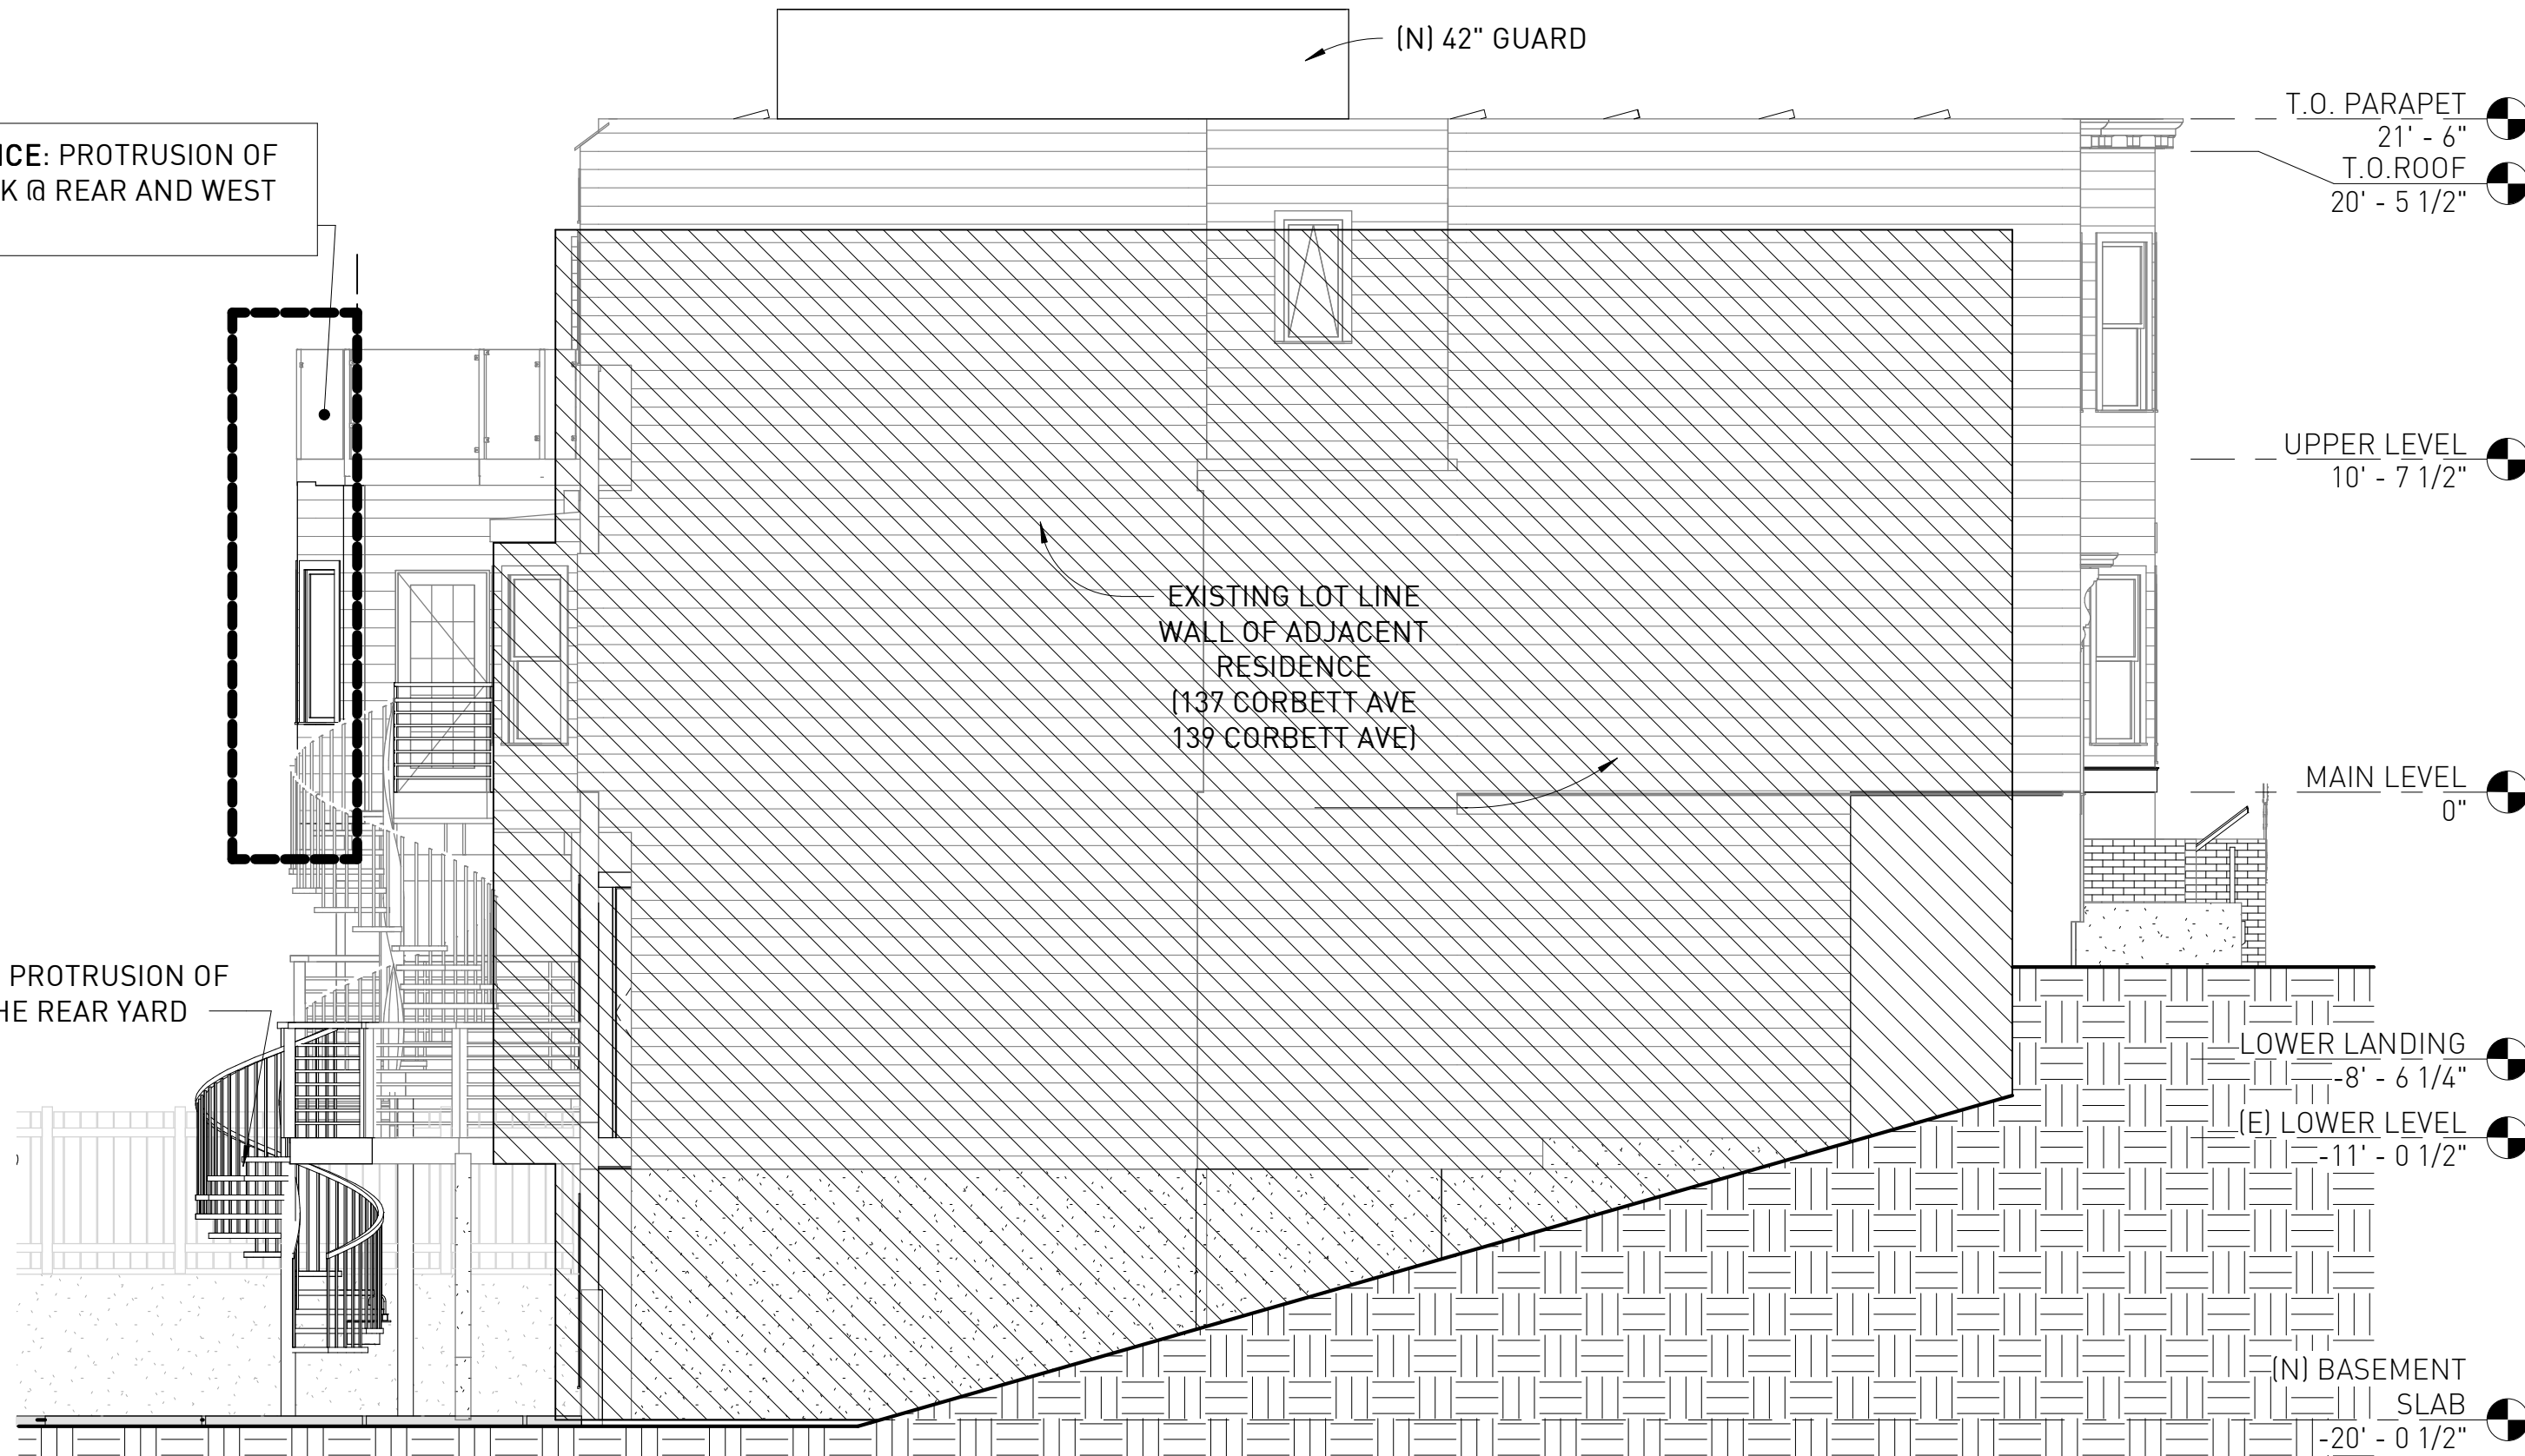 (N) 42" GUARD
T.O. PARAPET
21' - 6"
T.O.ROOF
20' - 5 1/2"
NCE: PROTRUSION OF
K @ REAR AND WEST
UPPER LEVEL
10' - 7 1/2"
EXISTING LOT LINE
WALL OF ADJACENT
RESIDENCE
(137 CORBETT AVE
139 CORBETT AVE)
MAIN LEVEL
0"
PROTRUSION OF
HE REAR YARD
LOWER LANDING
-8' - 6 1/4"
(E) LOWER LEVEL
-11' - 0 1/2"
(N) BASEMENT
SLAB
-20' - 0 1/2"